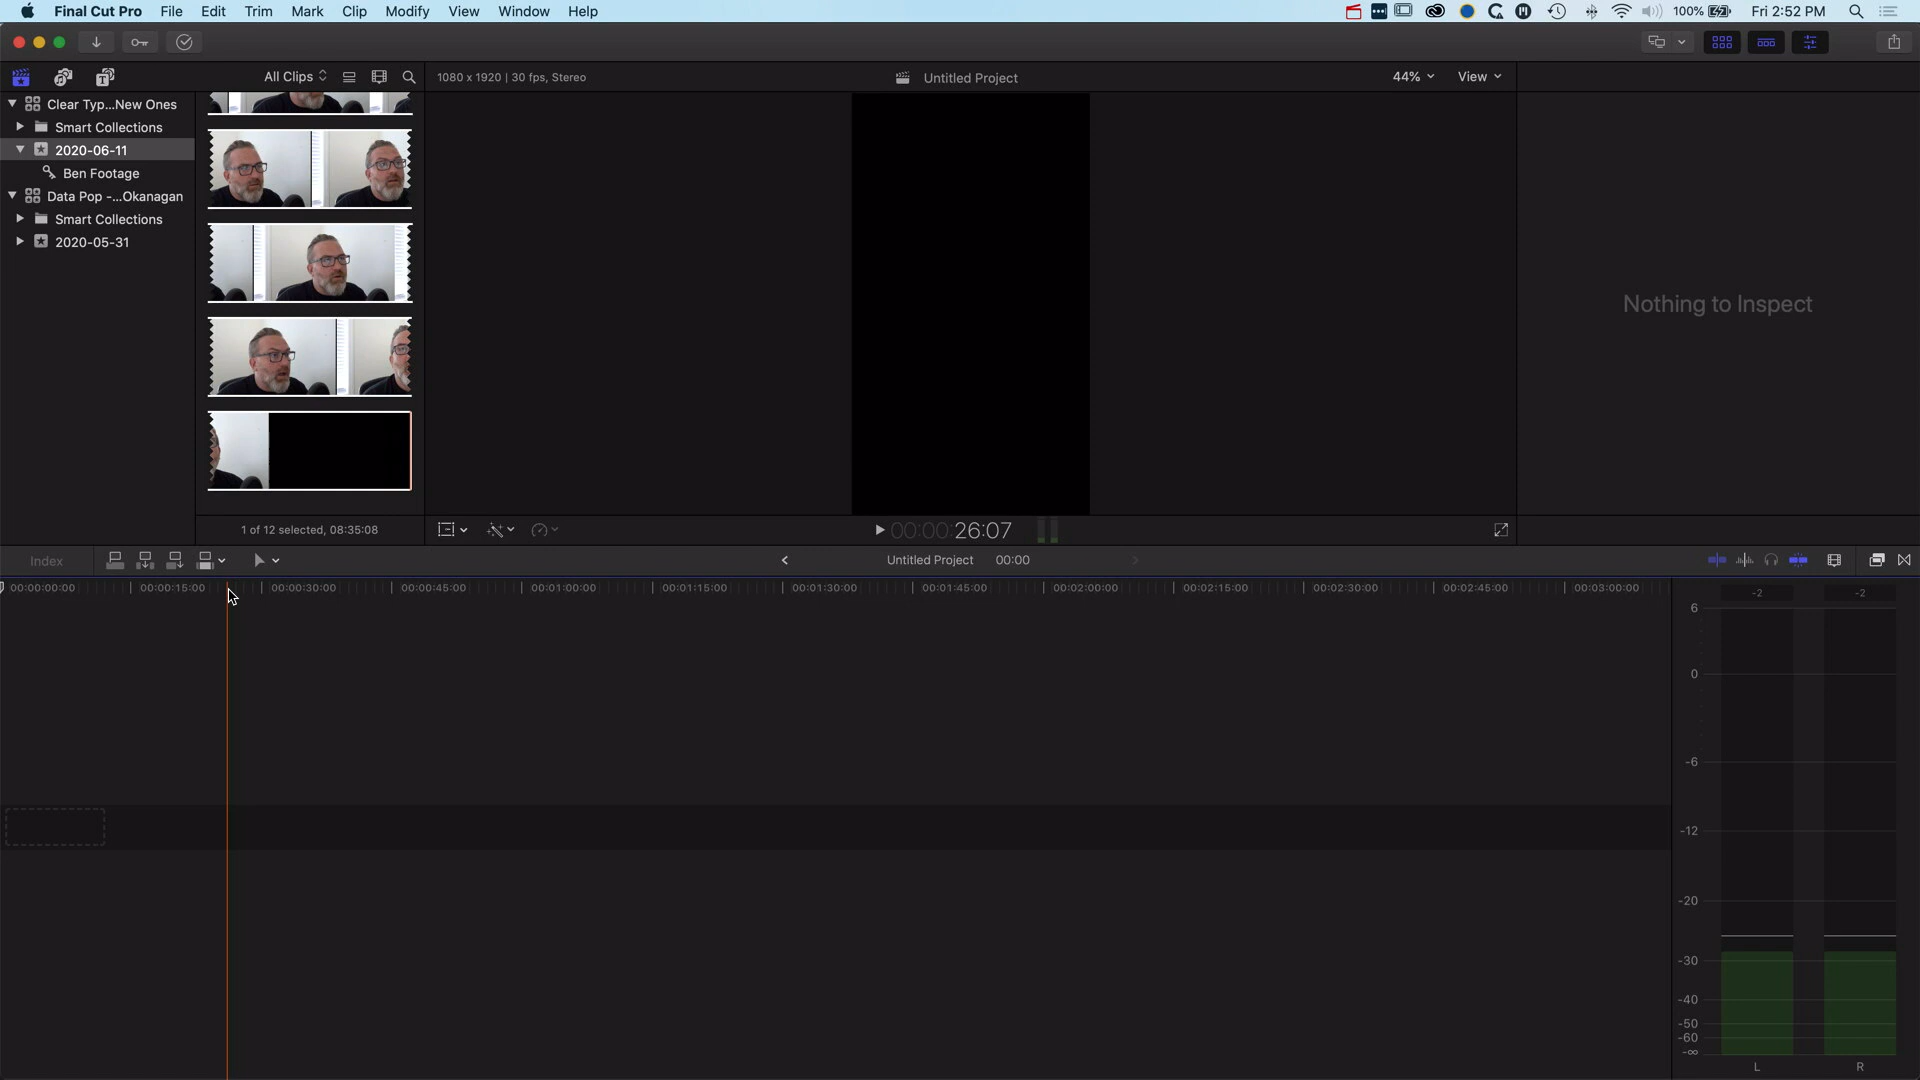 Final Cut Pro File Edit Trim Mark Clip Modify View Window Help 100% Fri 2:52 PM
All Clips 1080 x 1920 | 30 fps, Stereo Untitled Project 44% View
Clear Typ...New Ones
Smart Collections
2020-06-11
Ben Footage
Data Pop -...Okanagan
Smart Collections
2020-05-31
Nothing to Inspect
1 of 12 selected, 08:35:08 00:00:26:07
Index Untitled Project 00:00
00:00:00:00 00:00:15:00 00:00:30:00 00:00:45:00 00:01:00:00 00:01:15:00 00:01:30:00 00:01:45:00 00:02:00:00 00:02:15:00 00:02:30:00 00:02:45:00 00:03:00:00
-2 -2
6
0
-6
-12
-20
-30
-40
-50
-60
-∞
L R